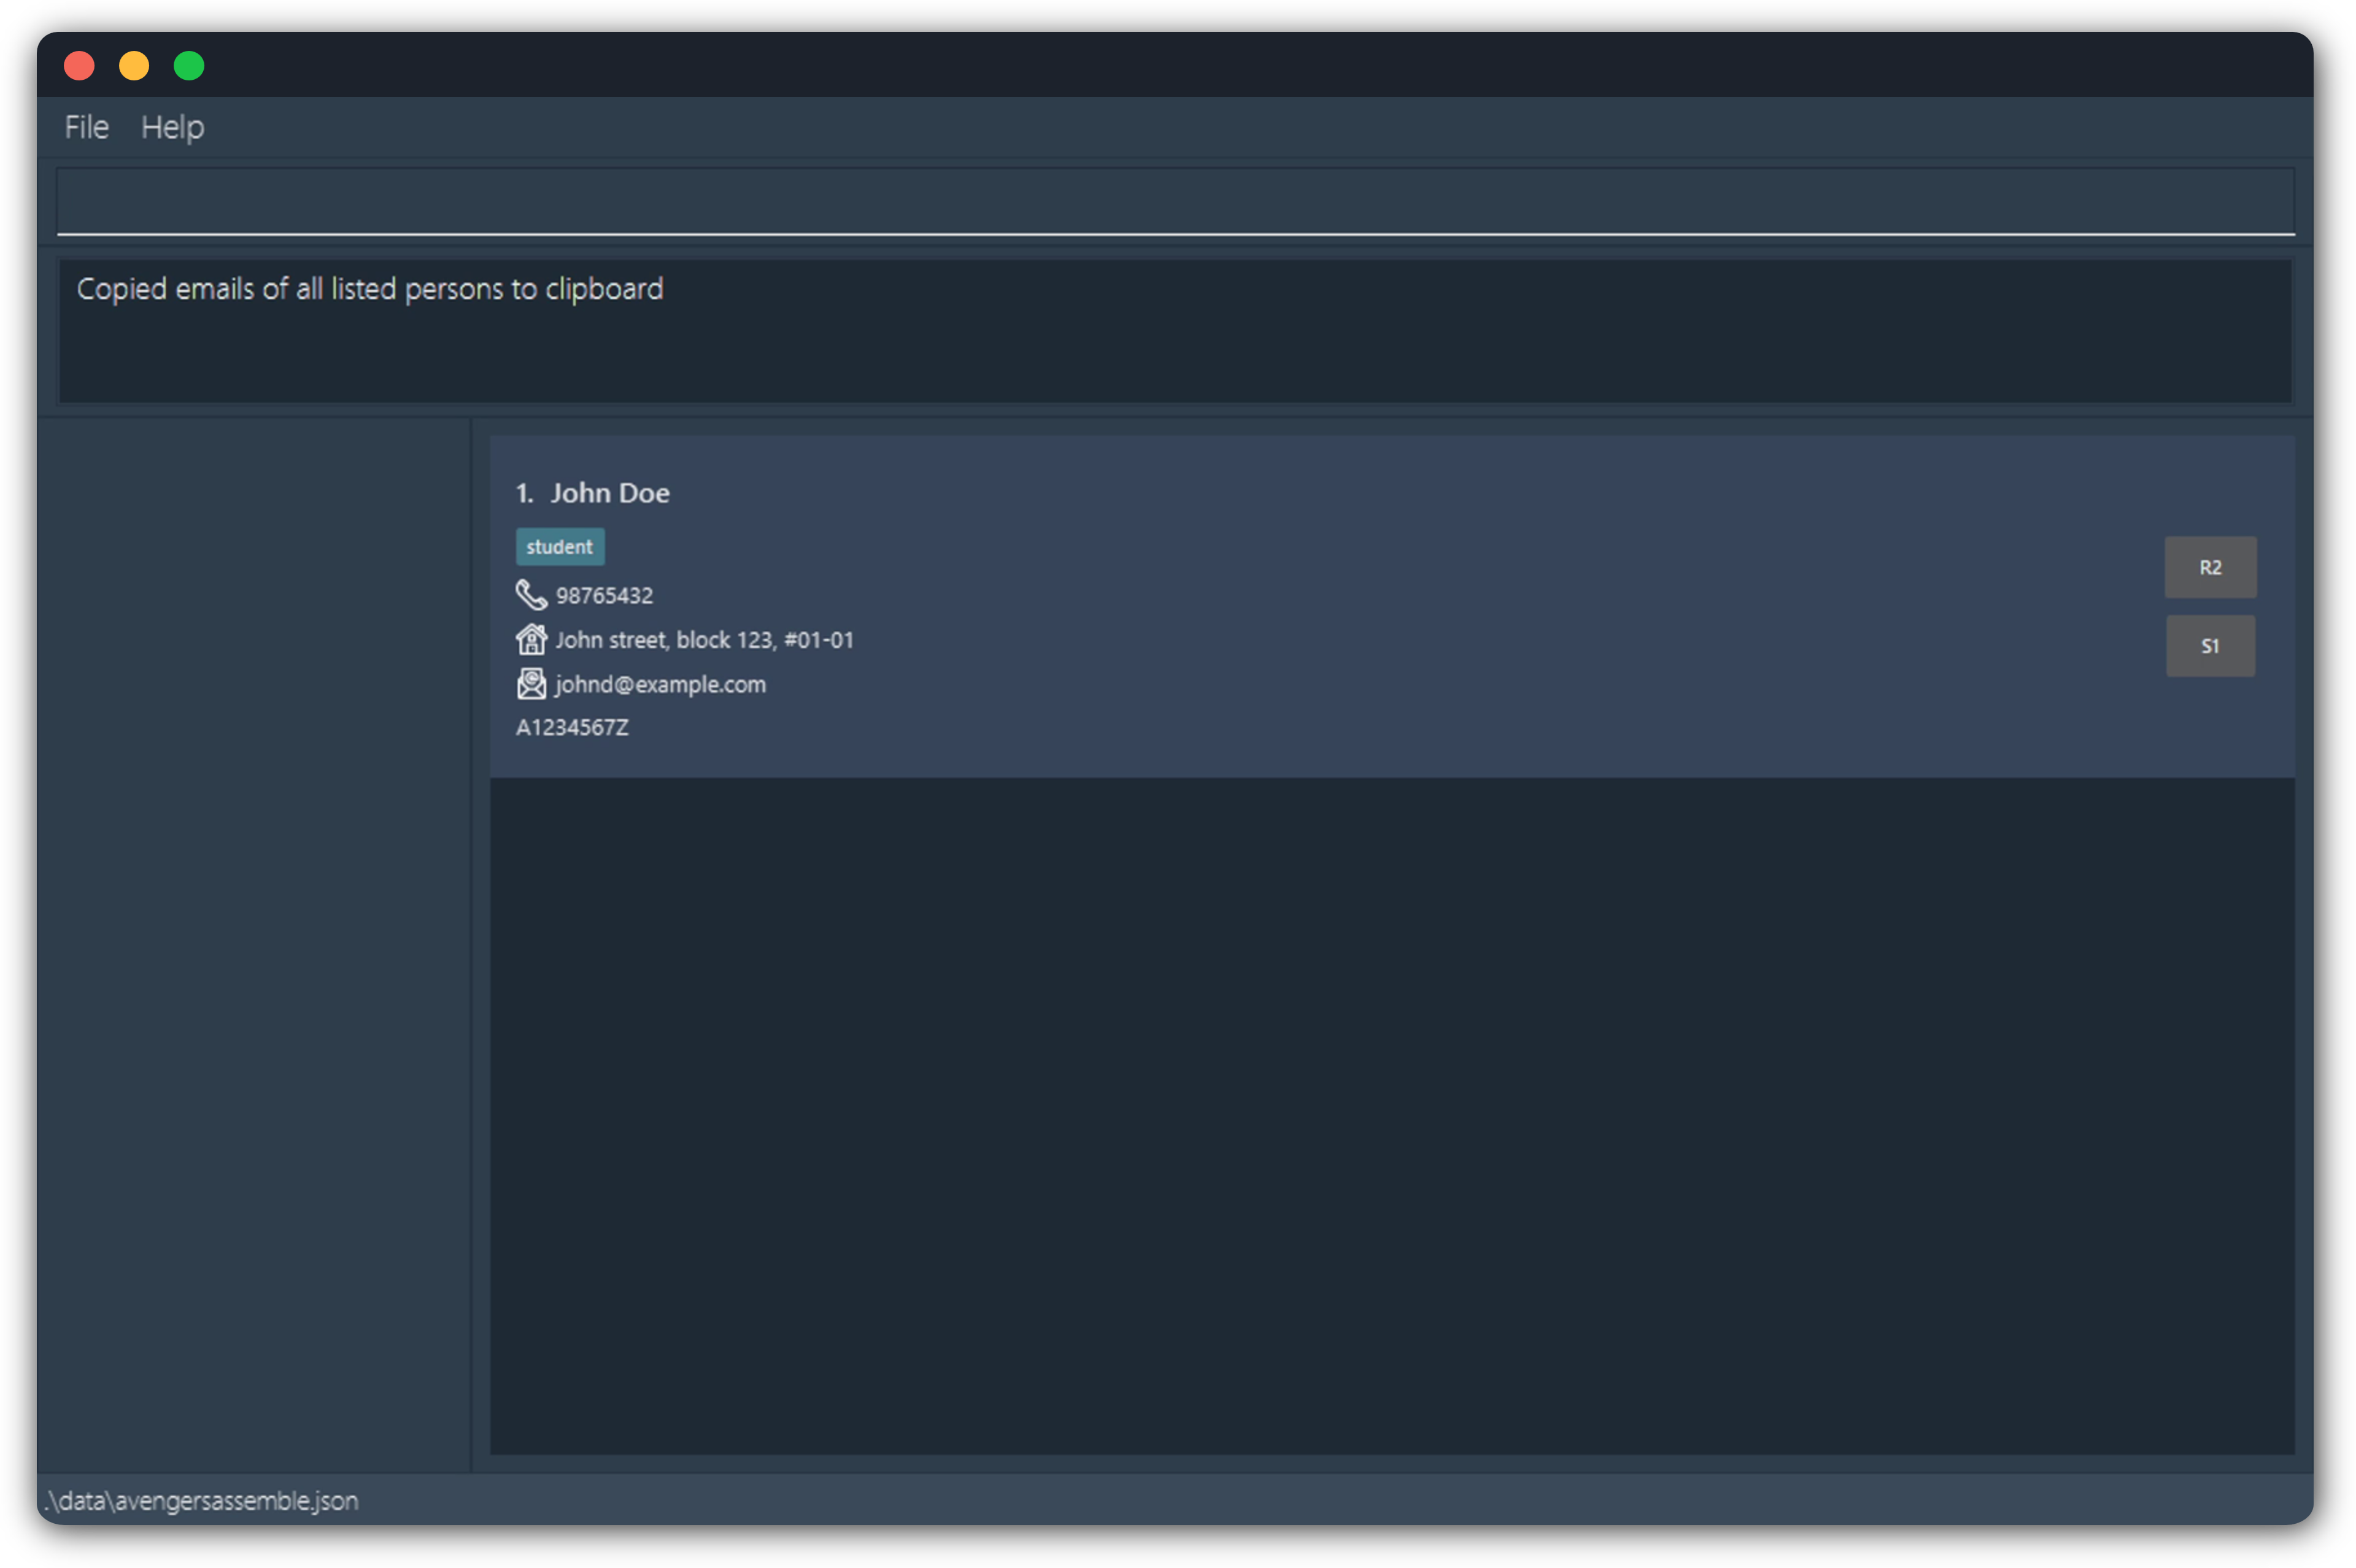 File Help
Copied emails of all listed persons to clipboard
1. John Doe
student
98765432
John street, block 123, #01-01
johnd@example.com
A1234567Z
R2
S1
.\data\avengersassemble.json